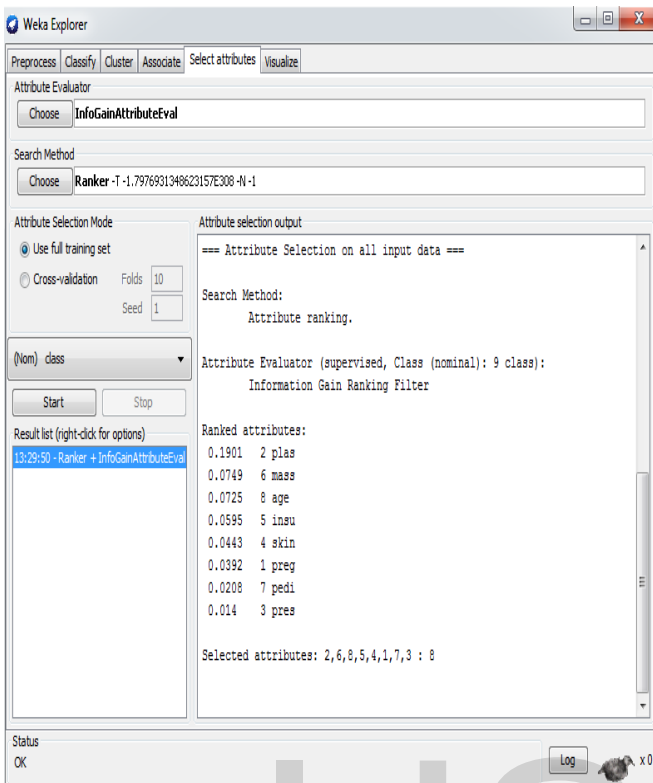 Weka Explorer
Preprocess Classify Cluster Associate Select attributes Visualize
Attribute Evaluator
Choose InfoGainAttributeEval
Search Method
Choose Ranker -T -1.7976931348623157E308 -N -1
Attribute Selection Mode
Use full training set
Cross-validation Folds 10
Seed 1
(Nom) class
Start Stop
Result list (right-click for options)
13:29:50 - Ranker + InfoGainAttributeEval
Attribute selection output
=== Attribute Selection on all input data ===
Search Method:
Attribute ranking.
Attribute Evaluator (supervised, Class (nominal): 9 class):
Information Gain Ranking Filter
Ranked attributes:
0.1901 2 plas
0.0749 6 mass
0.0725 8 age
0.0595 5 insu
0.0443 4 skin
0.0392 1 preg
0.0208 7 pedi
0.014 3 pres
Selected attributes: 2,6,8,5,4,1,7,3 : 8
Status
OK
Log x 0